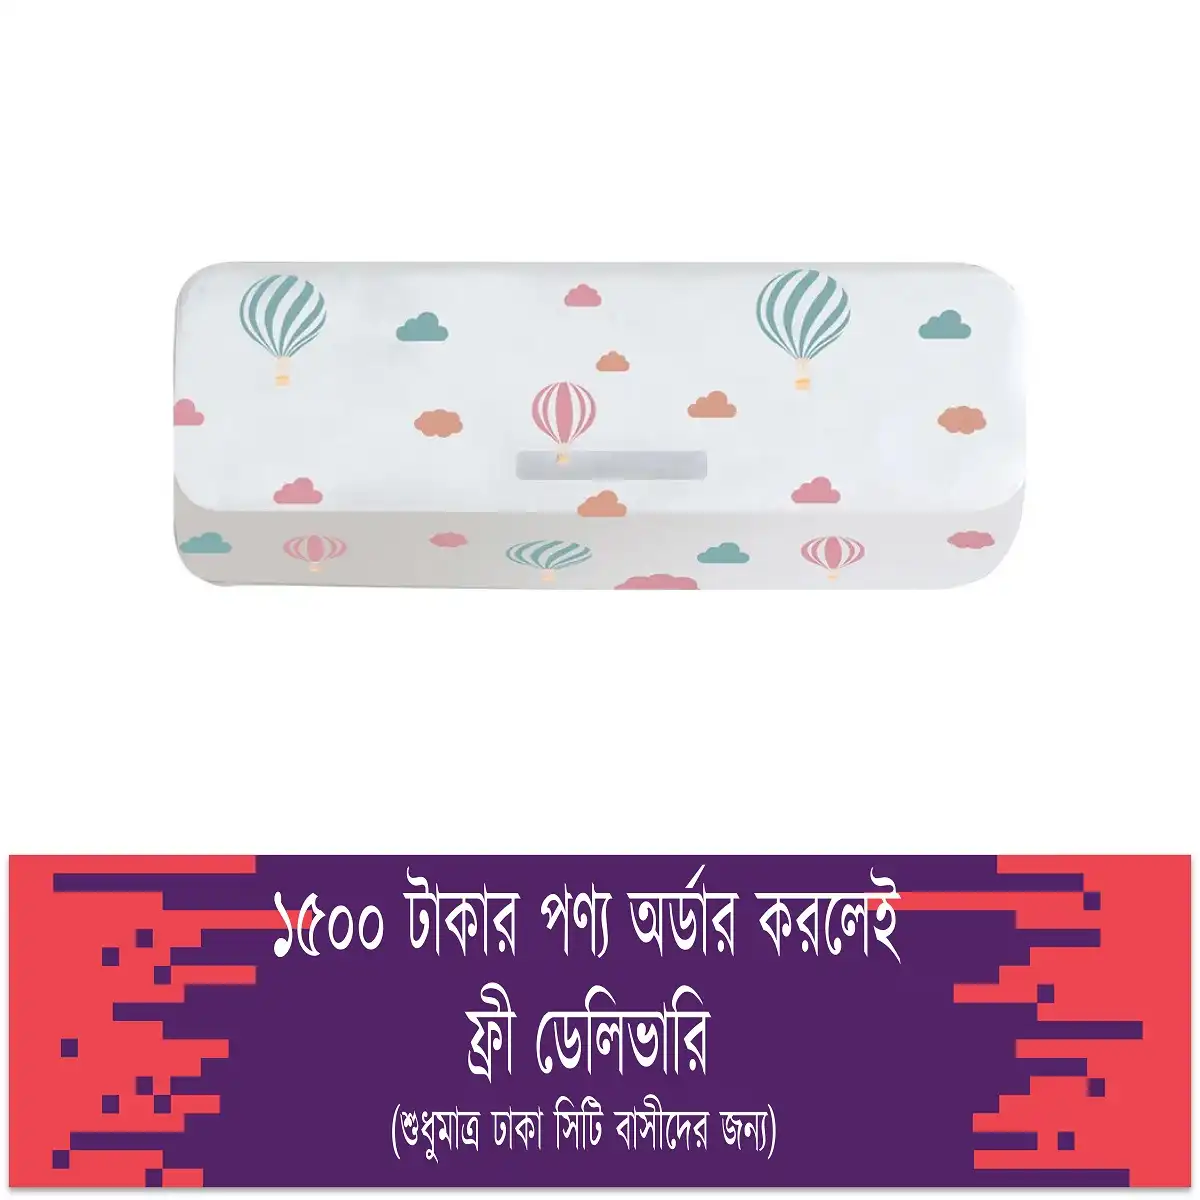 ১৫০০ টাকার পণ্য অর্ডার করলেই
ফ্রী ডেলিভারি
(শুধুমাত্র ঢাকা সিটি বাসীদের জন্য)